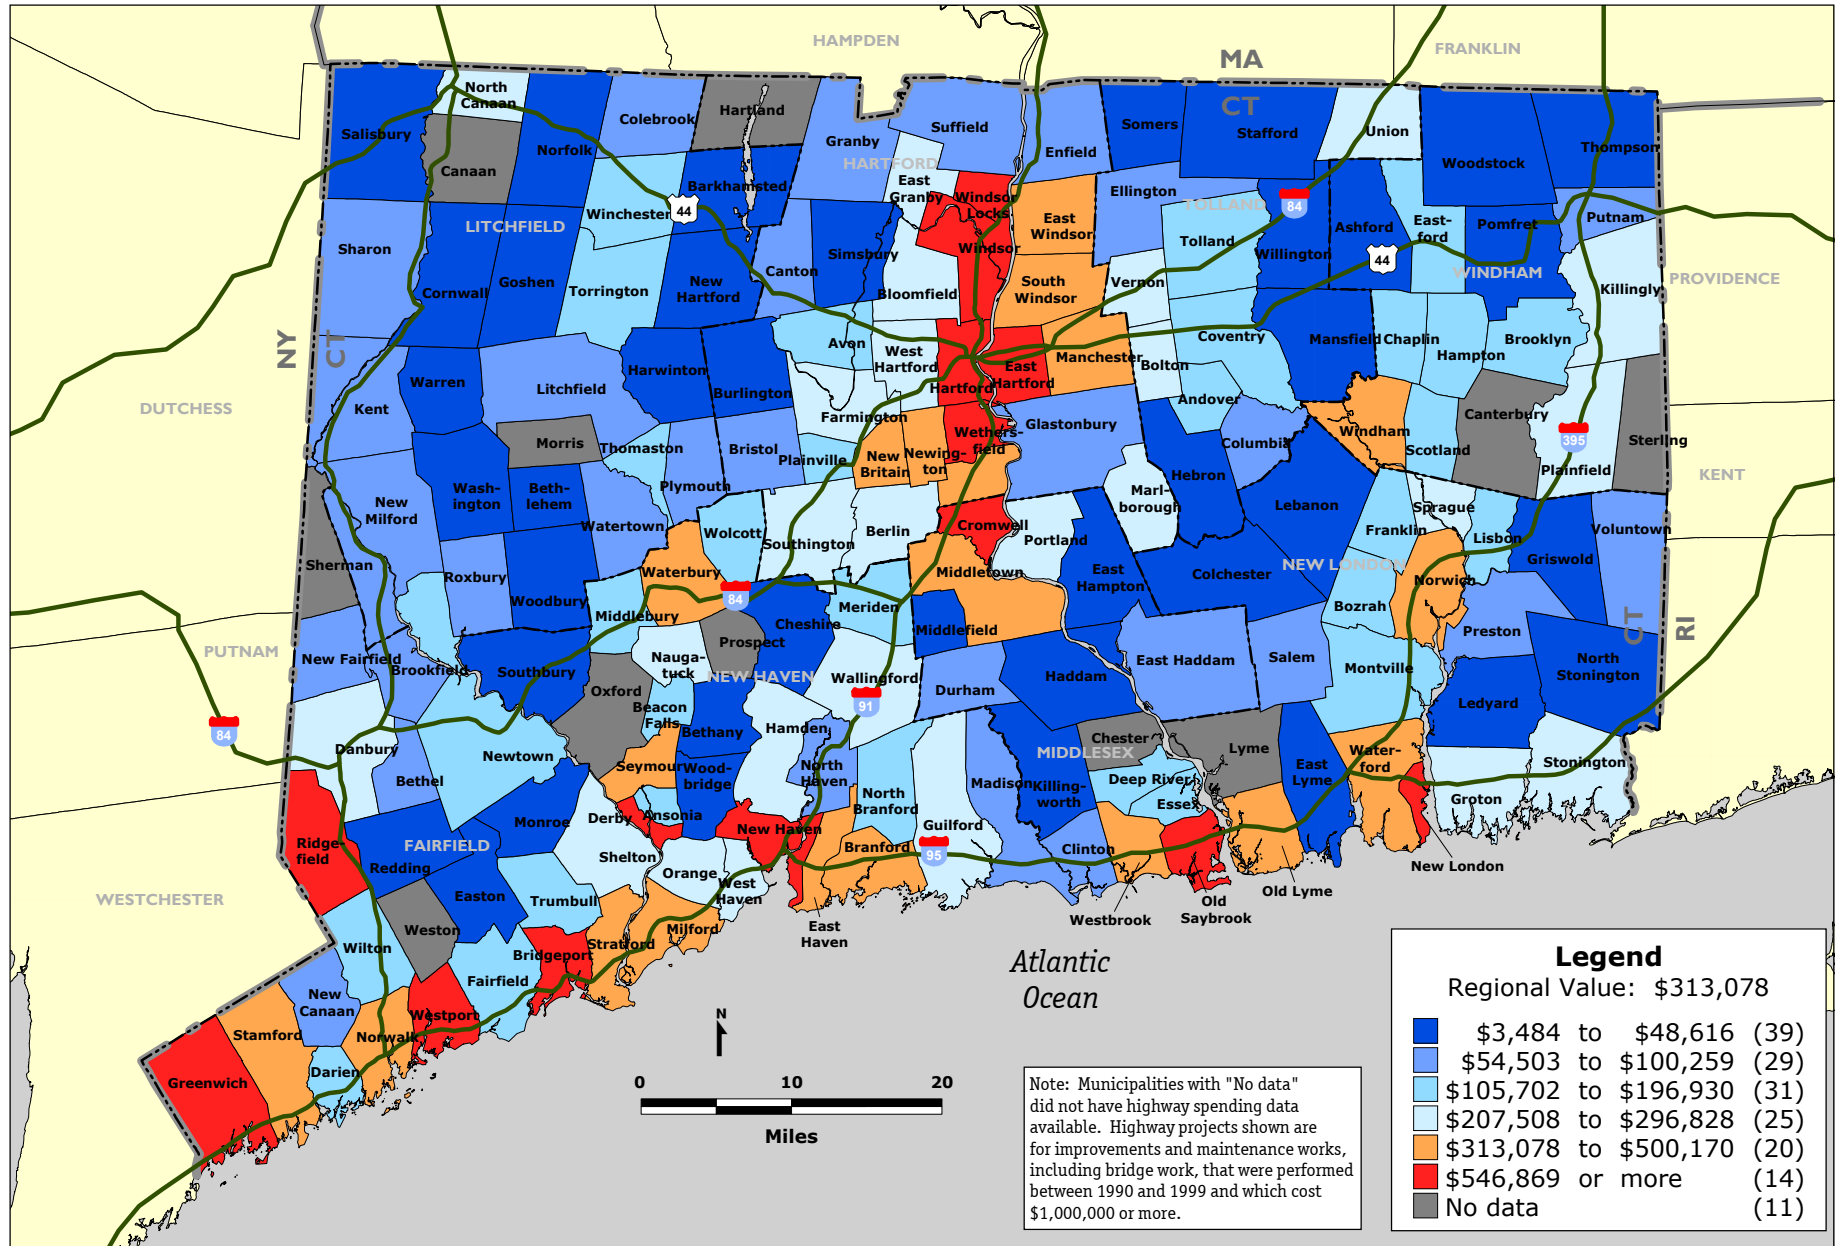 HAMPDEN
MA
FRANKLIN
CT
North
Canaan
Salisbury
Canaan
Norfolk
Colebrook
Hartland
Granby
Suffield
HARTFORD
Enfield
Somers
Stafford
Union
Woodstock
Thompson
Barkhamsted
Winchester
44
East
Granby
Windsor
Locks
East
Windsor
Ellington
TOLLAND
84
Ashford
East-
ford
Pomfret
Putnam
LITCHFIELD
Sharon
Cornwall
Goshen
Torrington
New
Hartford
Canton
Simsbury
Bloomfield
Windsor
South
Windsor
Vernon
Tolland
Willington
44
WINDHAM
Killingly
PROVIDENCE
NY
CT
Warren
Litchfield
Harwinton
Burlington
Avon
West
Hartford
Hartford
East
Hartford
Manchester
Bolton
Coventry
Mansfield
Chaplin
Hampton
Brooklyn
DUTCHESS
Kent
Morris
Thomaston
Bristol
Plainville
Farmington
New
Britain
Newing-
ton
Wethers-
field
Glastonbury
Andover
Columbia
Windham
Scotland
Canterbury
395
Plainfield
Sterling
KENT
New
Milford
Wash-
ington
Beth-
lehem
Watertown
Plymouth
Wolcott
Southington
Berlin
Cromwell
Portland
Marl-
borough
Hebron
Lebanon
Franklin
Sprague
Lisbon
Griswold
Voluntown
Sherman
Roxbury
Woodbury
Middlebury
Waterbury
84
Cheshire
Meriden
Middletown
Middlefield
East
Hampton
Colchester
NEW LONDON
Bozrah
Norwich
Preston
CT
RI
PUTNAM
New Fairfield
Brookfield
Southbury
Oxford
Nauga-
tuck
Prospect
NEW HAVEN
Beacon
Falls
Bethany
Wallingford
91
Durham
Haddam
East Haddam
Salem
Montville
Ledyard
North
Stonington
84
Danbury
Bethel
Newtown
Seymour
Wood-
bridge
Hamden
North
Haven
North
Branford
Guilford
Madison
MIDDLESEX
Killing-
worth
Chester
Deep River
Essex
Lyme
East
Lyme
Water-
ford
Groton
Stonington
Ridge-
field
FAIRFIELD
Redding
Monroe
Derby
Ansonia
Shelton
Orange
New Haven
West
Haven
Branford
95
Clinton
New London
WESTCHESTER
Weston
Easton
Trumbull
Stratford
Milford
East
Haven
Westbrook
Old
Saybrook
Old Lyme
Wilton
Fairfield
Bridgeport
New
Canaan
Stamford
Norwalk
Westport
Darien
Greenwich
Atlantic
Ocean
N
0 10 20
Miles
Note: Municipalities with "No data"
did not have highway spending data
available. Highway projects shown are
for improvements and maintenance works,
including bridge work, that were performed
between 1990 and 1999 and which cost
$1,000,000 or more.
Legend
Regional Value: $313,078
$3,484 to $48,616 (39)
$54,503 to $100,259 (29)
$105,702 to $196,930 (31)
$207,508 to $296,828 (25)
$313,078 to $500,170 (20)
$546,869 or more (14)
No data (11)